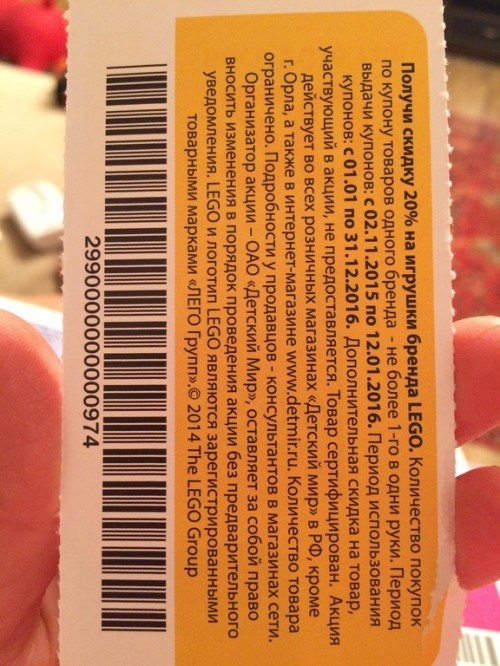 Получи скидку 20% на игрушки бренда LEGO. Количество покупок
по купону товаров одного бренда - не более 1-го в одни руки. Период
выдачи купонов: с 02.11.2015 по 12.01.2016. Период использования
купонов: с 01.01 по 31.12.2016. Дополнительная скидка на товар,
участвующий в акции, не предоставляется. Товар сертифицирован. Акция
действует во всех розничных магазинах «Детский мир» в РФ, кроме
г. Орла, а также в интернет-магазине www.detmir.ru. Количество товара
ограничено. Подробности у продавцов - консультантов в магазинах сети.
Организатор акции – ОАО «Детский Мир», оставляет за собой право
вносить изменения в порядок проведения акции без предварительного
уведомления. LEGO и логотип LEGO являются зарегистрированными
товарными марками «ЛЕГО Групп».© 2014 The LEGO Group
2990000000000974